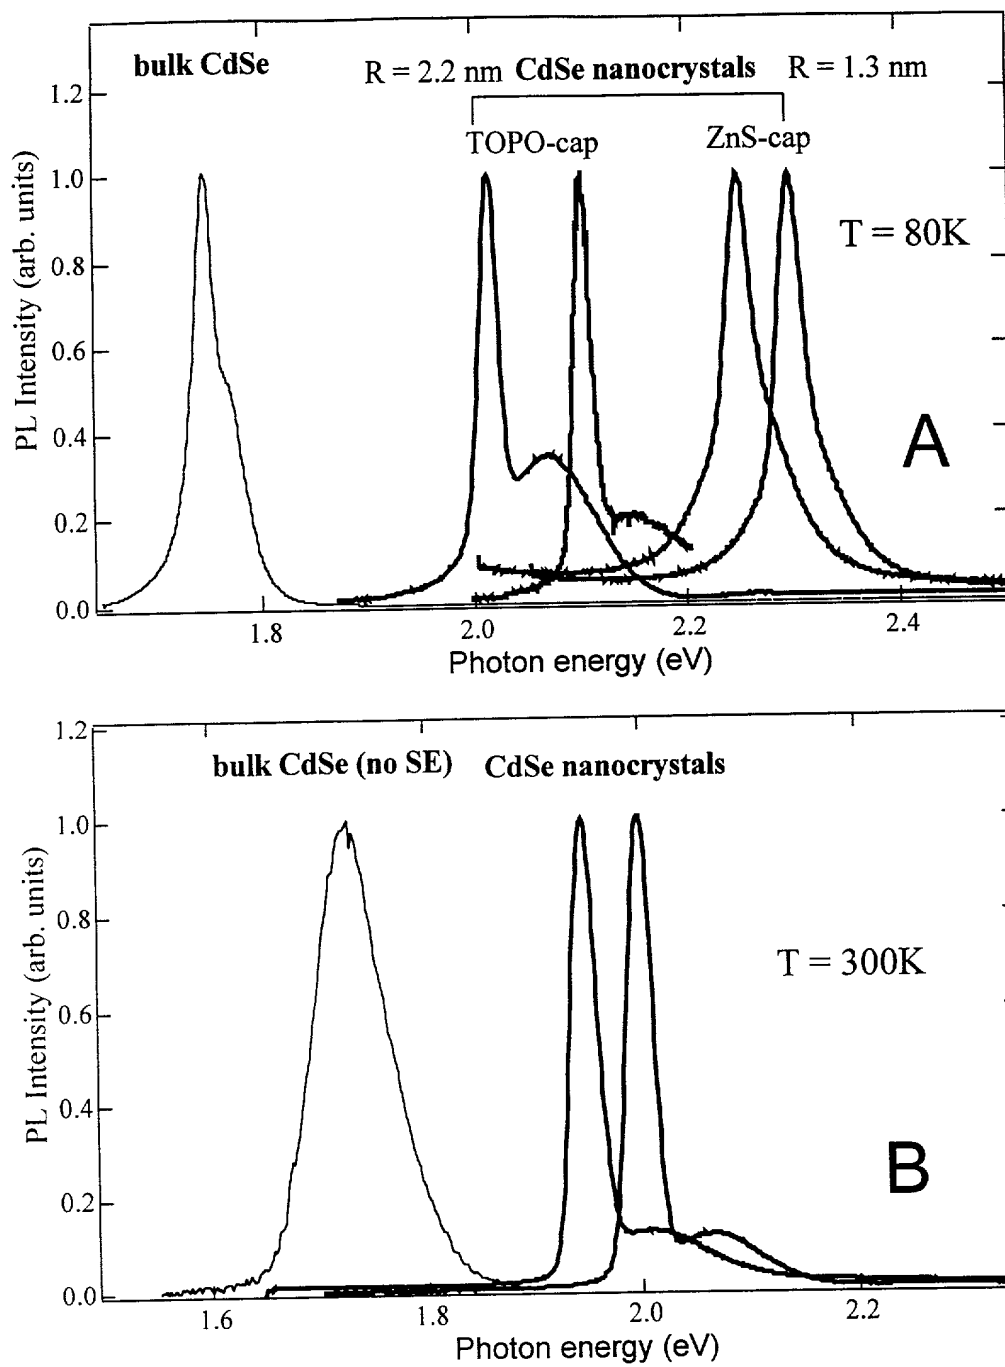 bulk CdSe R = 2.2 nm CdSe nanocrystals R = 1.3 nm
TOPO-cap ZnS-cap
T = 80K
A
PL Intensity (arb. units)
1.2
1.0
0.8
0.6
0.4
0.2
0.0
1.8 2.0 2.2 2.4
Photon energy (eV)
bulk CdSe (no SE) CdSe nanocrystals
T = 300K
B
PL Intensity (arb. units)
1.2
1.0
0.8
0.6
0.4
0.2
0.0
1.6 1.8 2.0 2.2
Photon energy (eV)